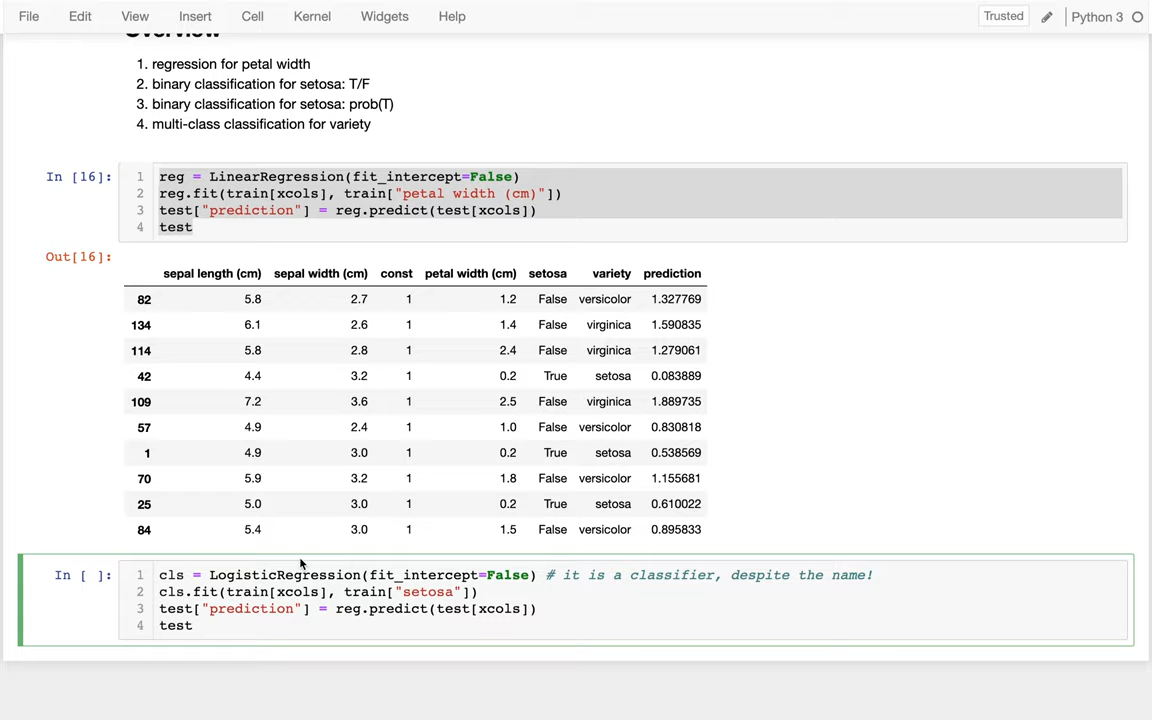 File Edit View Insert Cell Kernel Widgets Help Trusted Python 3
Overview
1. regression for petal width
2. binary classification for setosa: T/F
3. binary classification for setosa: prob(T)
4. multi-class classification for variety
In [16]: 1 reg = LinearRegression(fit_intercept=False)
2 reg.fit(train[xcols], train["petal width (cm)"])
3 test["prediction"] = reg.predict(test[xcols])
4 test
Out[16]:
sepal length (cm) sepal width (cm) const petal width (cm) setosa variety prediction
82 5.8 2.7 1 1.2 False versicolor 1.327769
134 6.1 2.6 1 1.4 False virginica 1.590835
114 5.8 2.8 1 2.4 False virginica 1.279061
42 4.4 3.2 1 0.2 True setosa 0.083889
109 7.2 3.6 1 2.5 False virginica 1.889735
57 4.9 2.4 1 1.0 False versicolor 0.830818
1 4.9 3.0 1 0.2 True setosa 0.538569
70 5.9 3.2 1 1.8 False versicolor 1.155681
25 5.0 3.0 1 0.2 True setosa 0.610022
84 5.4 3.0 1 1.5 False versicolor 0.895833
In [ ]: 1 cls = LogisticRegression(fit_intercept=False) # it is a classifier, despite the name!
2 cls.fit(train[xcols], train["setosa"])
3 test["prediction"] = reg.predict(test[xcols])
4 test